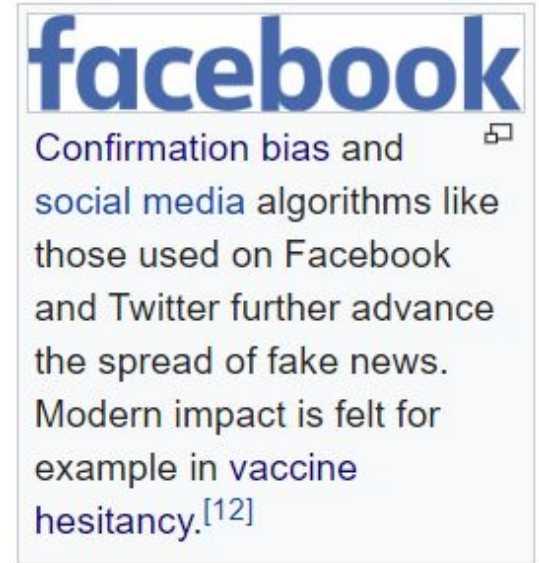 facebook
Confirmation bias and
social media algorithms like
those used on Facebook
and Twitter further advance
the spread of fake news.
Modern impact is felt for
example in vaccine
hesitancy.[12]